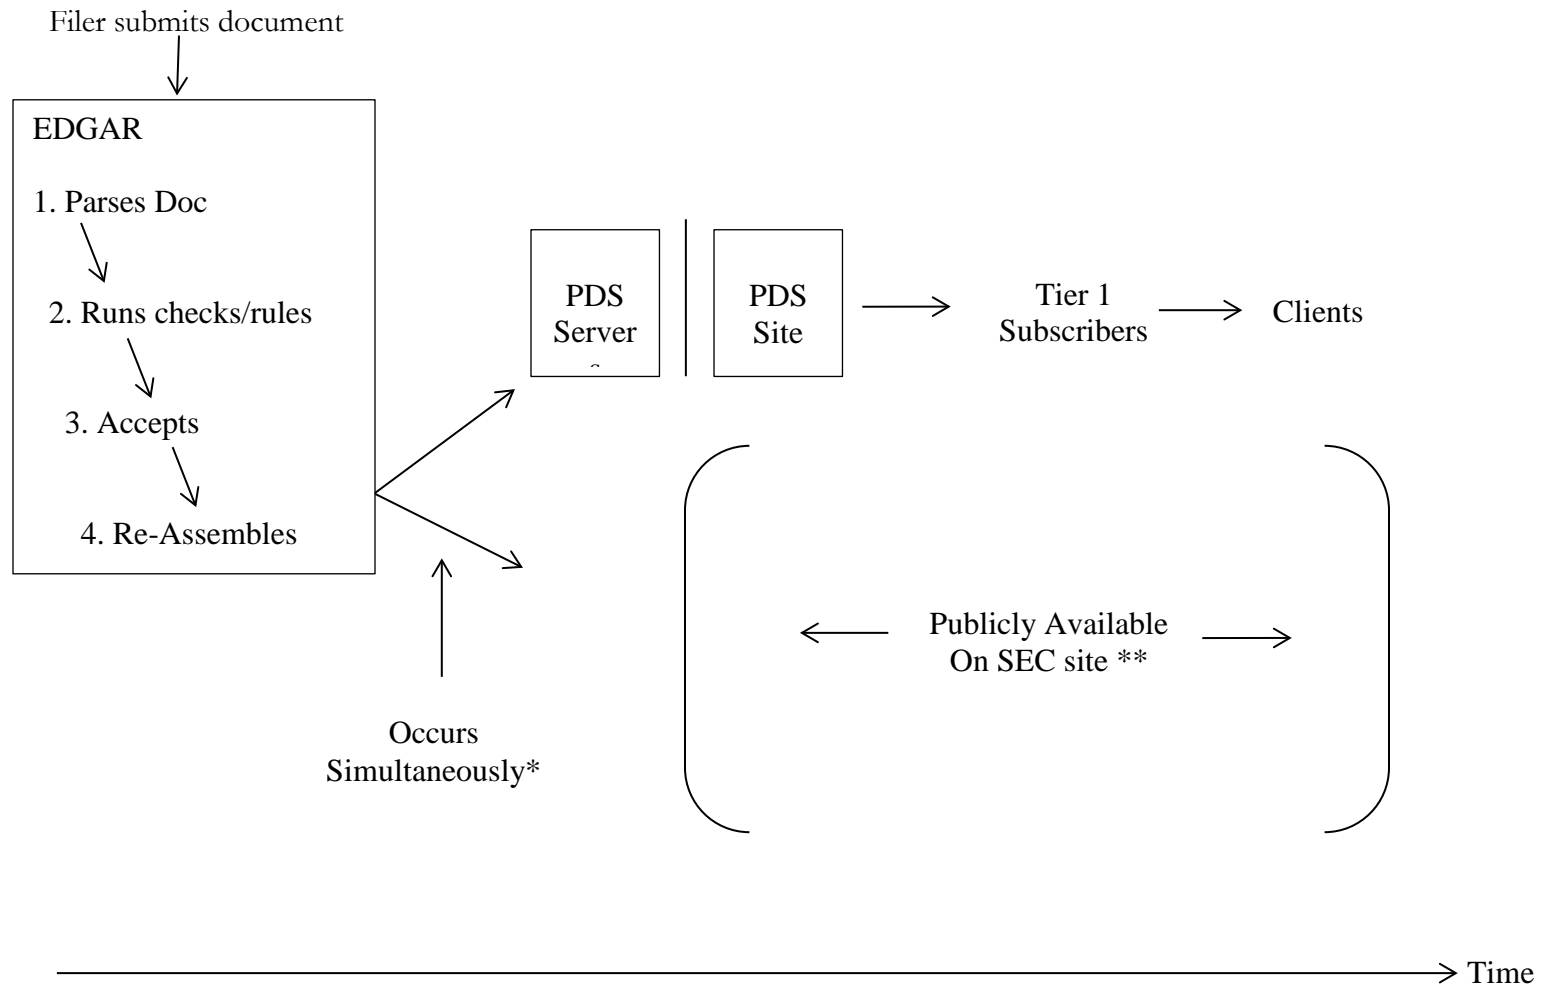 Filer submits document
EDGAR
1. Parses Doc
2. Runs checks/rules
3. Accepts
4. Re-Assembles
PDS
Server
PDS
Site
Tier 1
Subscribers
Clients
Publicly Available
On SEC site **
Occurs
Simultaneously*
Time